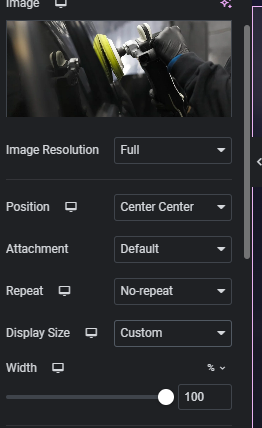 Image
Image Resolution Full
Position Center Center
Attachment Default
Repeat No-repeat
Display Size Custom
Width %
100